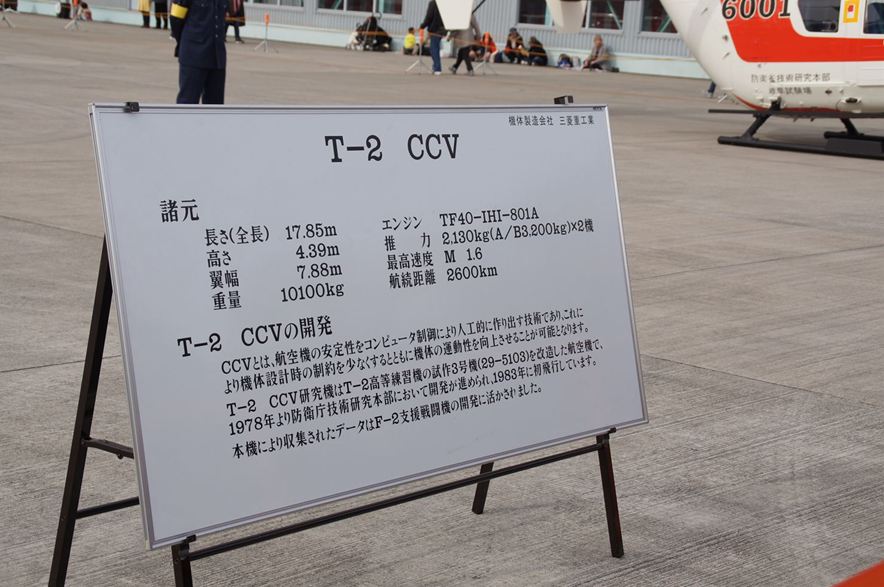 6001
防衛省技術研究本部
岐阜試験場
機体製造会社 三菱重工業
T-2 CCV
諸元
長さ(全長) 17.85m
高さ 4.39m
翼幅 7.88m
重量 10100kg
エンジン TF40-IHI-801A
推力 2,130kg(A/B3,200kg)×2機
最高速度 M 1.6
航続距離 2600km
T-2 CCVの開発
CCVとは、航空機の安定性をコンピュータ制御により人工的に作り出す技術であり、これに
より機体設計時の制約を少なくするとともに機体の運動性を向上させることが可能となります。
T-2 CCV研究機はT-2高等練習機の試作3号機(29-5103)を改造した航空機で、
1978年より防衛庁技術研究本部において開発が進められ、1983年に初飛行しています。
本機により収集されたデータはF-2支援戦闘機の開発に活かされました。